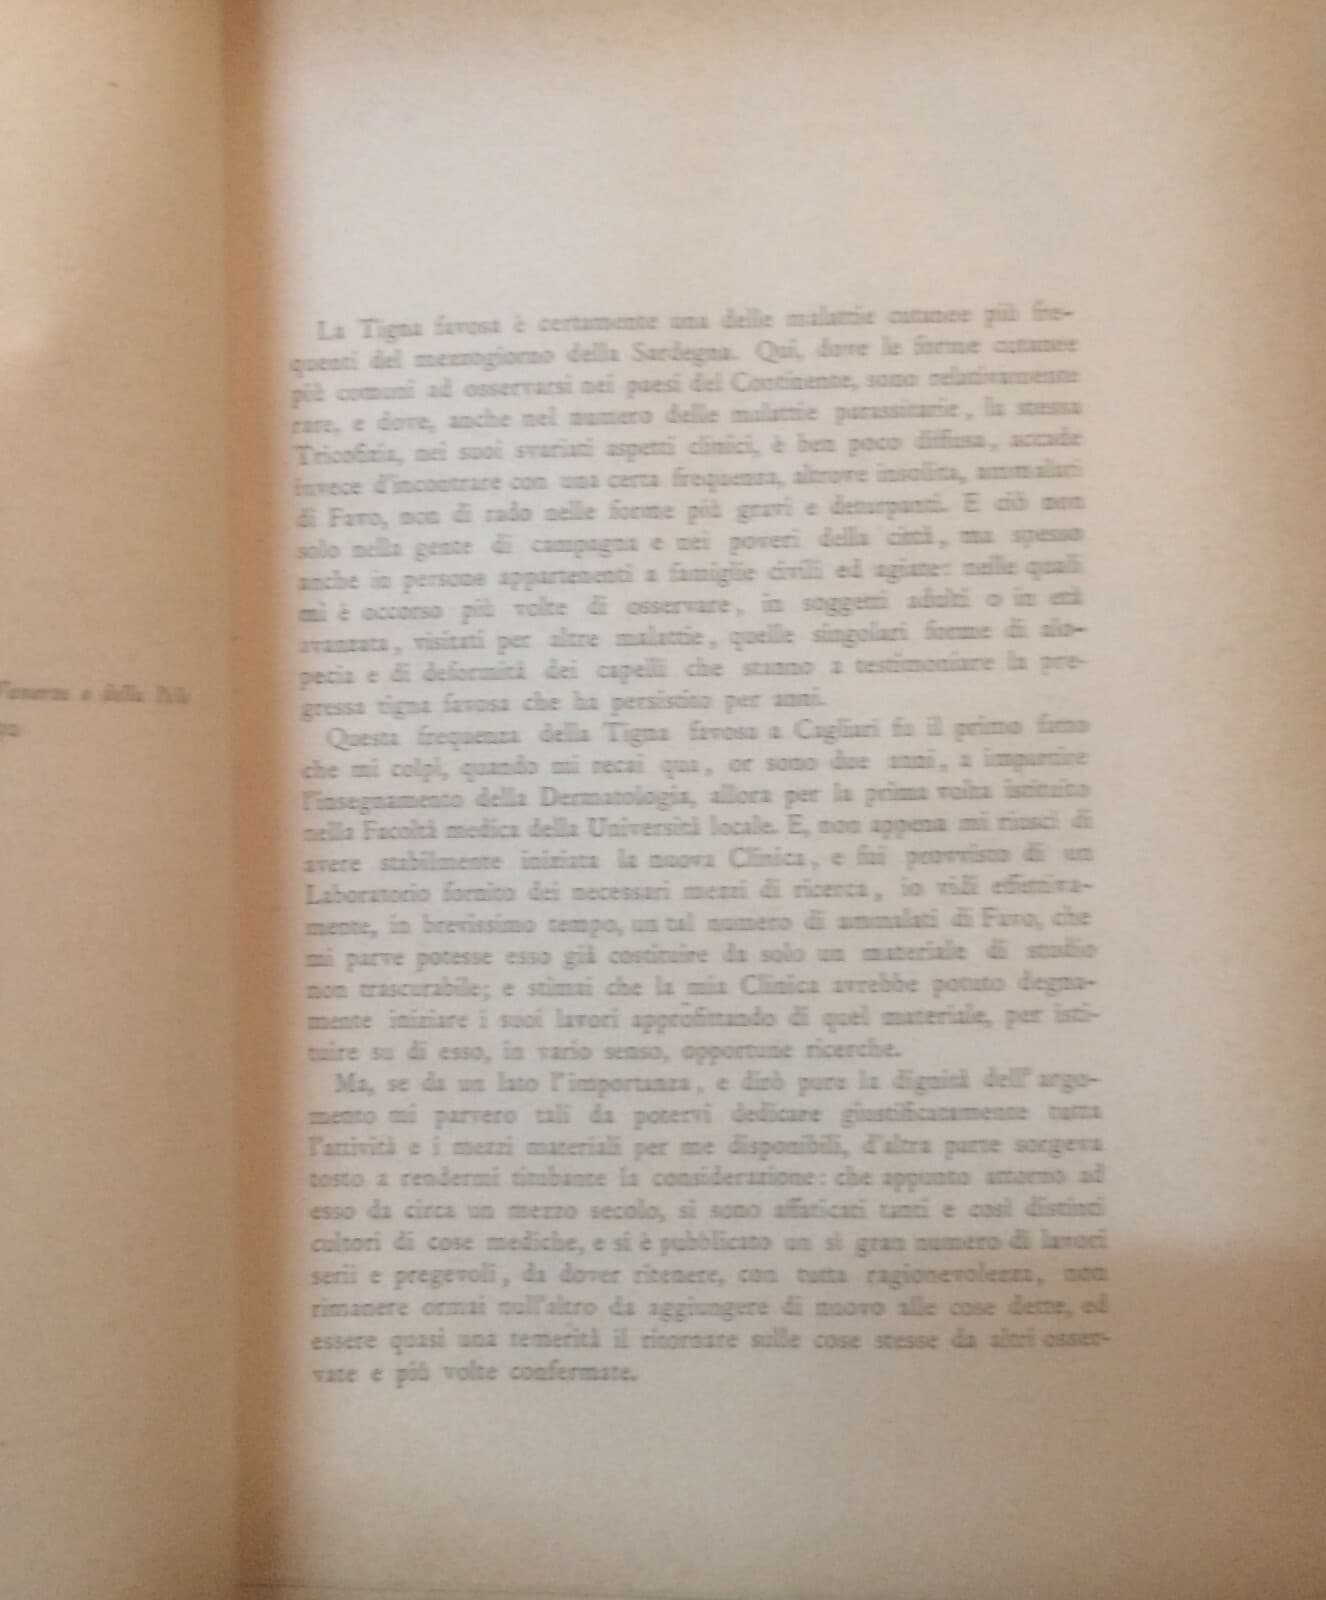 e della Pelle
La Tigna favosa è certamente una delle malattie cutanee più fre-
quenti del mezzogiorno della Sardegna. Qui, dove le forme cutanee
più comuni ad osservarsi nei paesi del Continente, sono relativamente
rare, e dove, anche nel numero delle malattie parassitarie, la stessa
Tricofizia, nei suoi svariati aspetti clinici, è ben poco diffusa, accade
invece d'incontrare con una certa frequenza, altrove insolita, ammalati
di Favo, non di rado nelle forme più gravi e deturpanti. E ciò non
solo nella gente di campagna e nei poveri della città, ma spesso
anche in persone appartenenti a famiglie civili ed agiate: nelle quali
mi è occorso più volte di osservare, in soggetti adulti o in età
avanzata, visitati per altre malattie, quelle singolari forme di alo-
pecia e di deformità dei capelli che stanno a testimoniare la pre-
gressa tigna favosa che ha persistito per anni.
Questa frequenza della Tigna favosa a Cagliari fu il primo fatto
che mi colpì, quando mi recai qua, or sono due anni, a impartire
l'insegnamento della Dermatologia, allora per la prima volta istituito
nella Facoltà medica della Università locale. E, non appena mi riuscì di
avere stabilmente iniziata la nuova Clinica, e fui provvisto di un
Laboratorio fornito dei necessari mezzi di ricerca, io vidi effettiva-
mente, in brevissimo tempo, un tal numero di ammalati di Favo, che
mi parve potesse esso già costituire da solo un materiale di studio
non trascurabile; e stimai che la mia Clinica avrebbe potuto degna-
mente iniziare i suoi lavori approfittando di quel materiale, per isti-
tuire su di esso, in vario senso, opportune ricerche.
Ma, se da un lato l'importanza, e dirò pure la dignità dell'argo-
mento mi parvero tali da potervi dedicare giustificatamente tutta
l'attività e i mezzi materiali per me disponibili, d'altra parte sorgeva
tosto a rendermi titubante la considerazione: che appunto attorno ad
esso da circa un mezzo secolo, si sono affaticati tanti e così distinti
cultori di cose mediche, e si è pubblicato un sì gran numero di lavori
serii e pregevoli, da dover ritenere, con tutta ragionevolezza, non
rimanere ormai null'altro da aggiungere di nuovo alle cose dette, ed
essere quasi una temerità il ritornare sulle cose stesse da altri osser-
vate e più volte confermate.